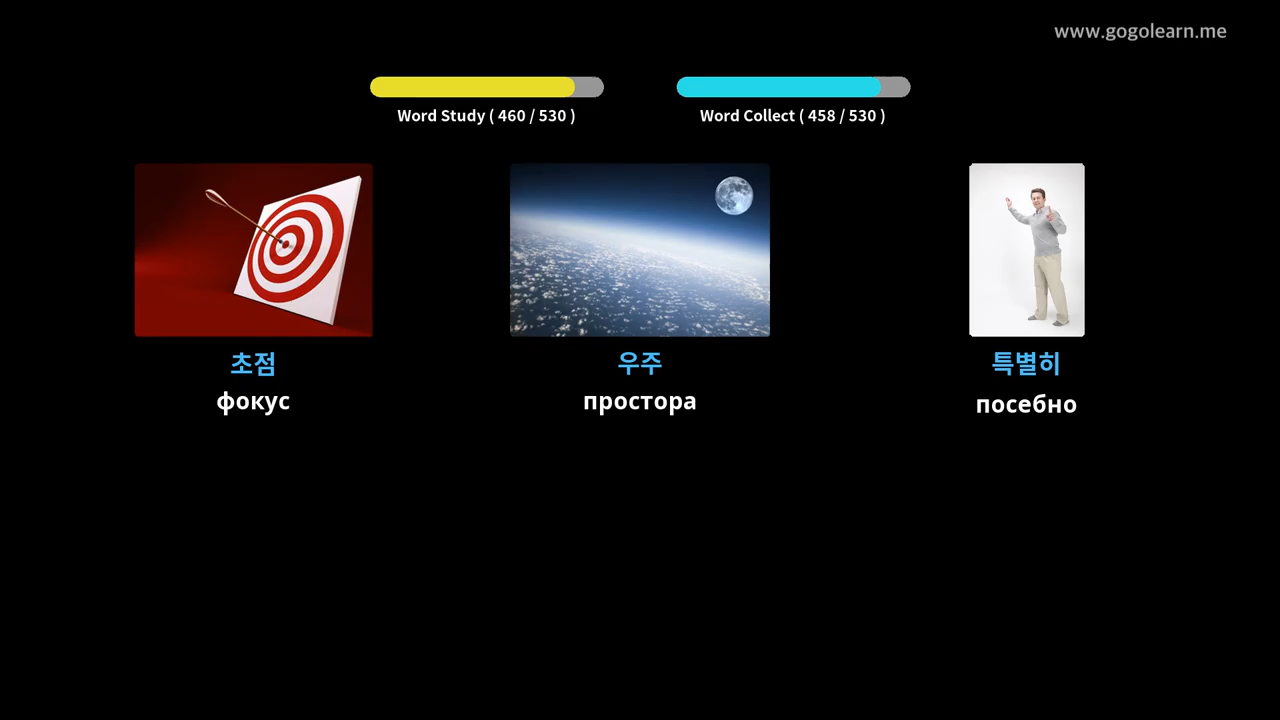 www.gogolearn.me
Word Study ( 460 / 530 )
Word Collect ( 458 / 530 )
초점
фокус
우주
простора
특별히
посебно